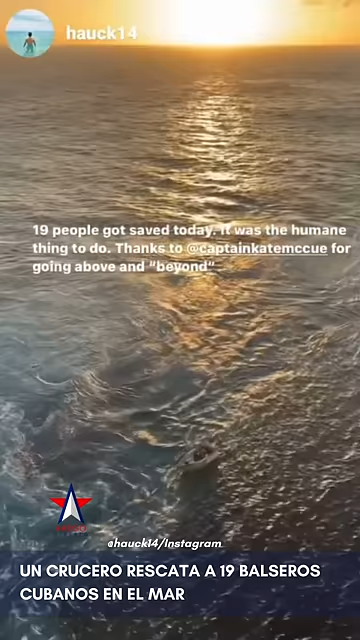 hauck14
19 people got saved today. It was the humane
thing to do. Thanks to @captainkatemccue for
going above and "beyond"
@hauck14/Instagram
UN CRUCERO RESCATA A 19 BALSEROS
CUBANOS EN EL MAR